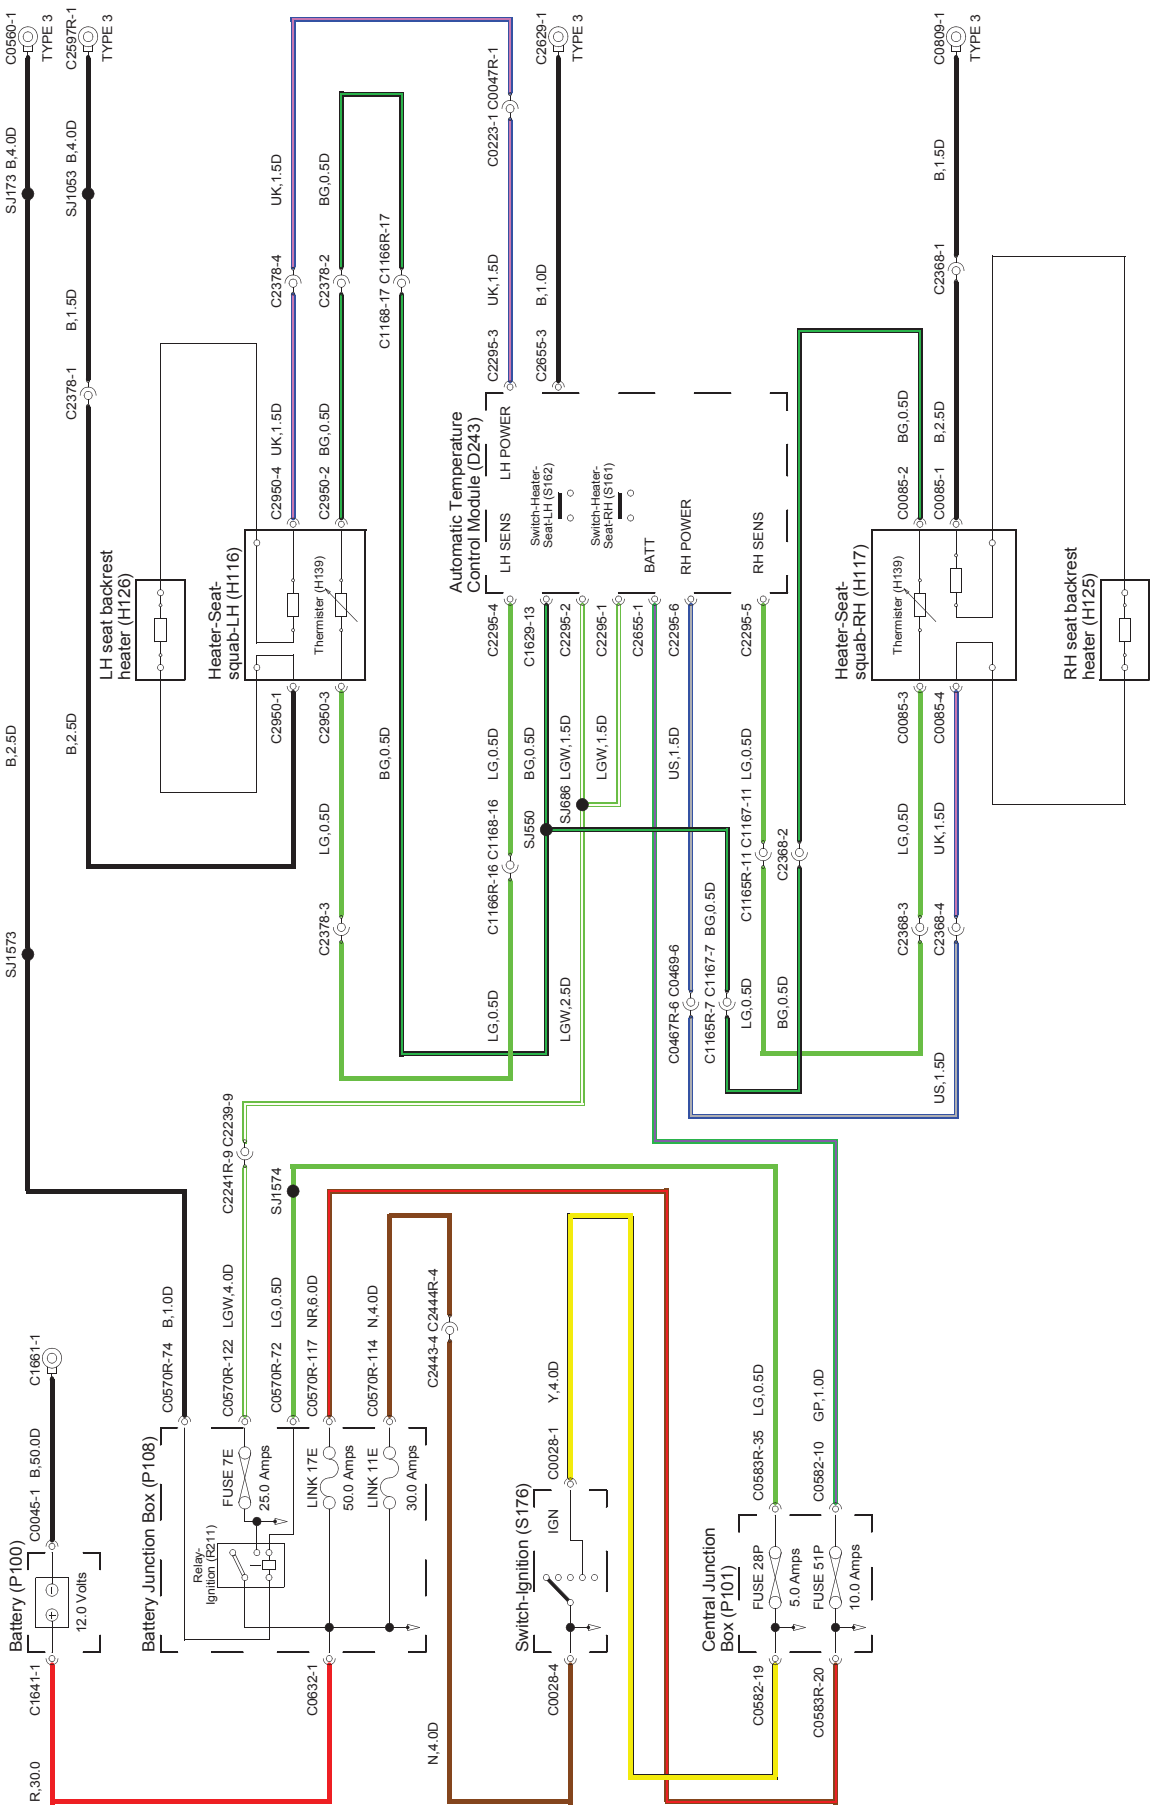 C0560-1
TYPE 3
C2597R-1
TYPE 3
SJ173 B,4.0D
SJ1053 B,4.0D
B,2.5D
SJ1573
B,1.5D
C2378-1
B,2.5D
LH seat backrest
heater (H126)
Heater-Seat-
squab-LH (H116)
Thermister (H139)
C2950-1
C2950-3
C2950-4 UK,1.5D
C2950-2 BG,0.5D
C2378-4
C2378-2
UK,1.5D
BG,0.5D
C1168-17 C1166R-17
LG,0.5D
C2378-3
BG,0.5D
C0223-1 C0047R-1
UK,1.5D
C2295-3
C2629-1
TYPE 3
B,1.0D
C2655-3
Automatic Temperature
Control Module (D243)
LH SENS
LH POWER
Switch-Heater-
Seat-LH (S162)
Switch-Heater-
Seat-RH (S161)
BATT
RH POWER
RH SENS
C2295-4
C1629-13
C2295-2
C2295-1
C2655-1
C2295-6
C2295-5
LG,0.5D
BG,0.5D
LGW,1.5D
LGW,1.5D
US,1.5D
LG,0.5D
C1166R-16 C1168-16
SJ550
SJ686
C1165R-11 C1167-11
C2368-2
LG,0.5D
LGW,2.5D
C0467R-6 C0469-6
C1165R-7 C1167-7 BG,0.5D
LG,0.5D
BG,0.5D
C0809-1
TYPE 3
B,1.5D
C2368-1
C0085-2 BG,0.5D
C0085-1 B,2.5D
Heater-Seat-
squab-RH (H117)
Thermister (H139)
C0085-3
C0085-4
LG,0.5D
UK,1.5D
C2368-3
C2368-4
US,1.5D
RH seat backrest
heater (H125)
C2241R-9 C2239-9
SJ1574
Battery (P100)
12.0 Volts
C0045-1 B,50.0D
C1661-1
C1641-1
R,30.0
Battery Junction Box (P108)
Relay-
Ignition (R211)
FUSE 7E
25.0 Amps
LINK 17E
50.0 Amps
LINK 11E
30.0 Amps
C0570R-74 B,1.0D
C0570R-122 LGW,4.0D
C0570R-72 LG,0.5D
C0570R-117 NR,6.0D
C0570R-114 N,4.0D
C0632-1
C2443-4 C2444R-4
N,4.0D
Switch-Ignition (S176)
IGN
C0028-1 Y,4.0D
C0028-4
Central Junction
Box (P101)
FUSE 28P
5.0 Amps
FUSE 51P
10.0 Amps
C0583R-35 LG,0.5D
C0582-10 GP,1.0D
C0582-19
C0583R-20